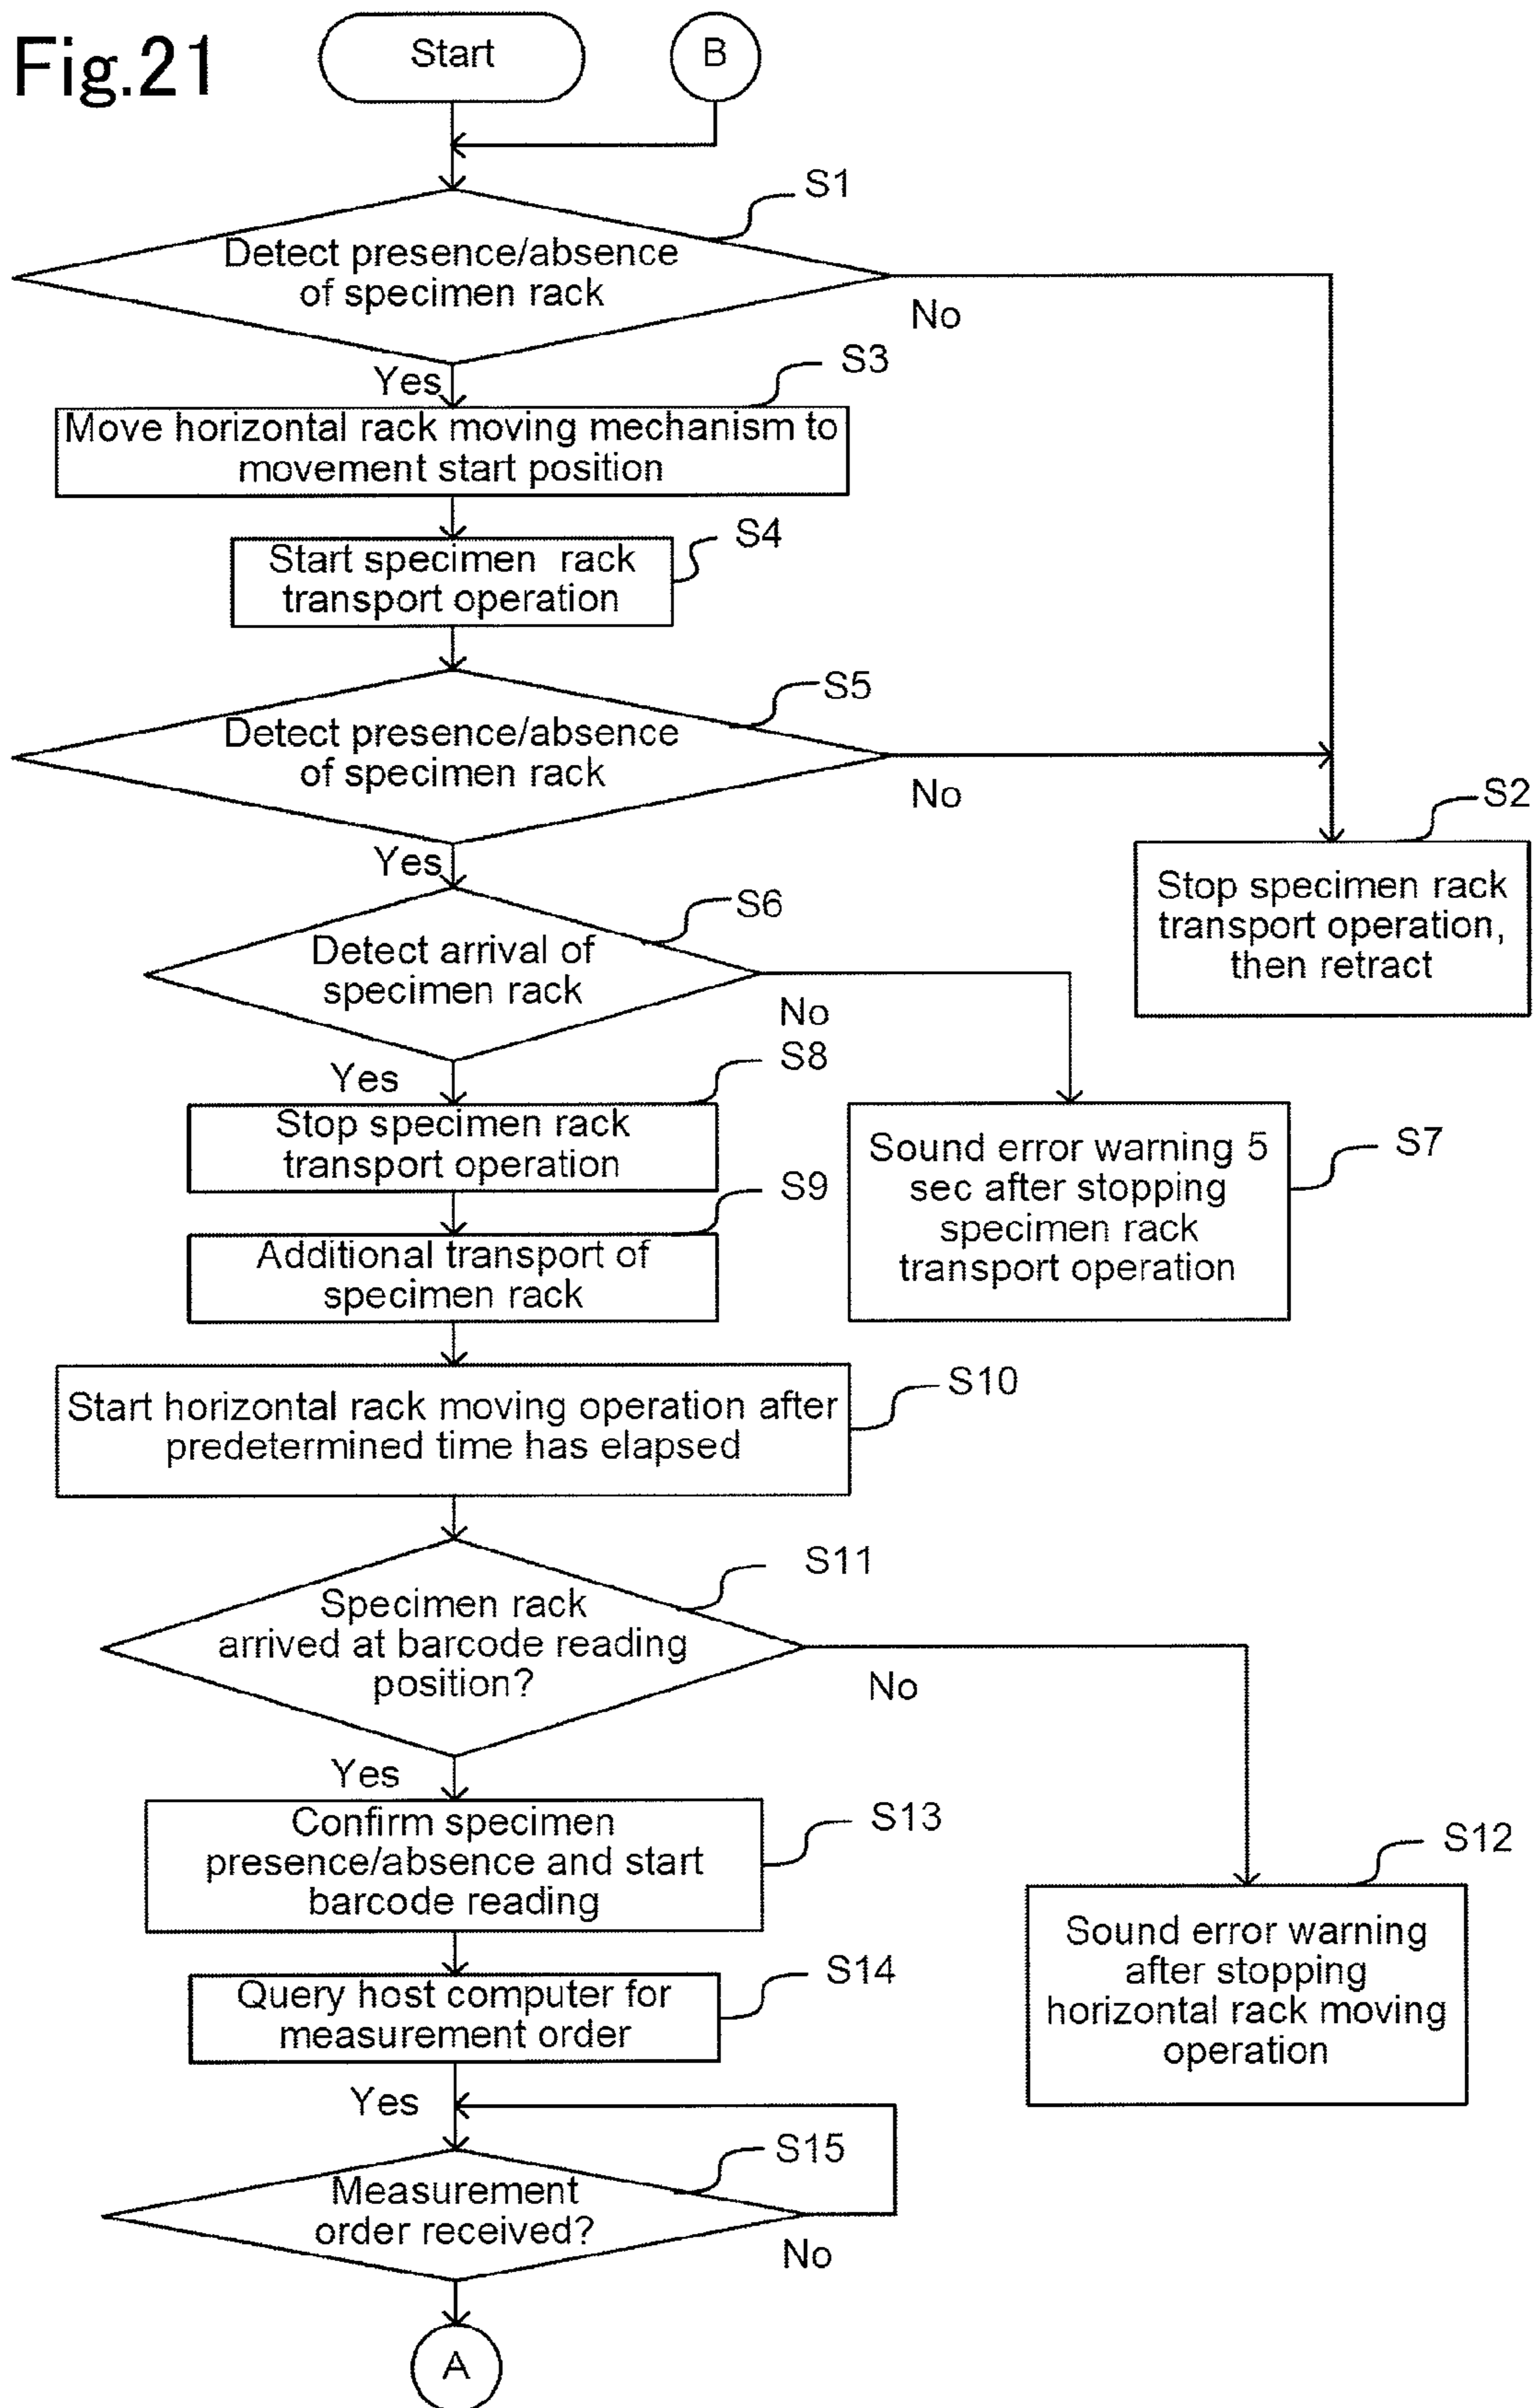 Fig.21
Start
B
S1
Detect presence/absence
of specimen rack
No
Yes
S3
Move horizontal rack moving mechanism to
movement start position
S4
Start specimen rack
transport operation
S5
Detect presence/absence
of specimen rack
No
Yes
S2
Stop specimen rack
transport operation,
then retract
S6
Detect arrival of
specimen rack
No
Yes
S8
Stop specimen rack
transport operation
S7
Sound error warning 5
sec after stopping
specimen rack
transport operation
S9
Additional transport of
specimen rack
S10
Start horizontal rack moving operation after
predetermined time has elapsed
S11
Specimen rack
arrived at barcode reading
position?
No
Yes
S13
Confirm specimen
presence/absence and start
barcode reading
S12
Sound error warning
after stopping
horizontal rack moving
operation
S14
Query host computer for
measurement order
Yes
S15
Measurement
order received?
No
A